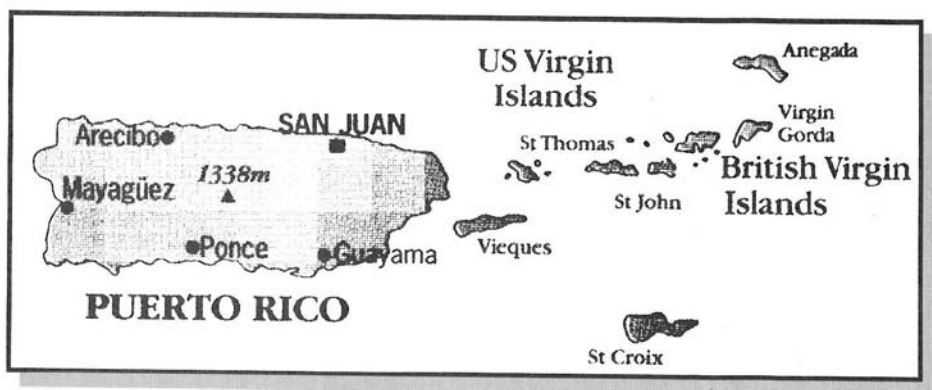 US Virgin
Islands
Anegada
Virgin
Gorda
SAN JUAN
Arecibo
St Thomas
1338m
British Virgin
Islands
Mayagüez
St John
Ponce
Guayama
Vieques
PUERTO RICO
St Croix